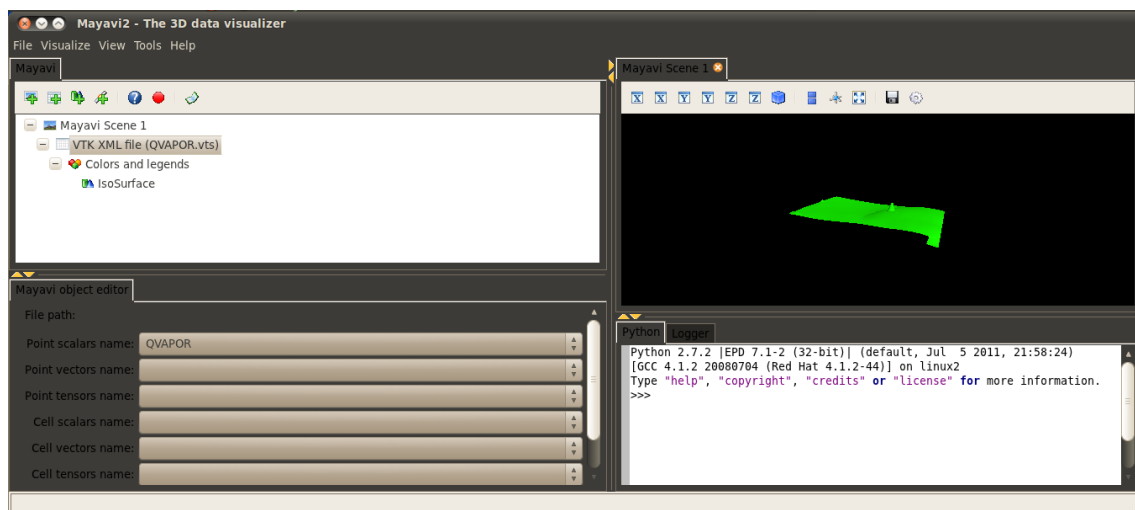 Mayavi2 - The 3D data visualizer
File Visualize View Tools Help
Mayavi
Mayavi Scene 1
VTK XML file (QVAPOR.vts)
Colors and legends
IsoSurface
Mayavi object editor
File path:
Point scalars name: QVAPOR
Point vectors name:
Point tensors name:
Cell scalars name:
Cell vectors name:
Cell tensors name:
Mayavi Scene 1
X X Y Y Z Z
Python Logger
Python 2.7.2 |EPD 7.1-2 (32-bit)| (default, Jul  5 2011, 21:58:24)
[GCC 4.1.2 20080704 (Red Hat 4.1.2-44)] on linux2
Type "help", "copyright", "credits" or "license" for more information.
>>>